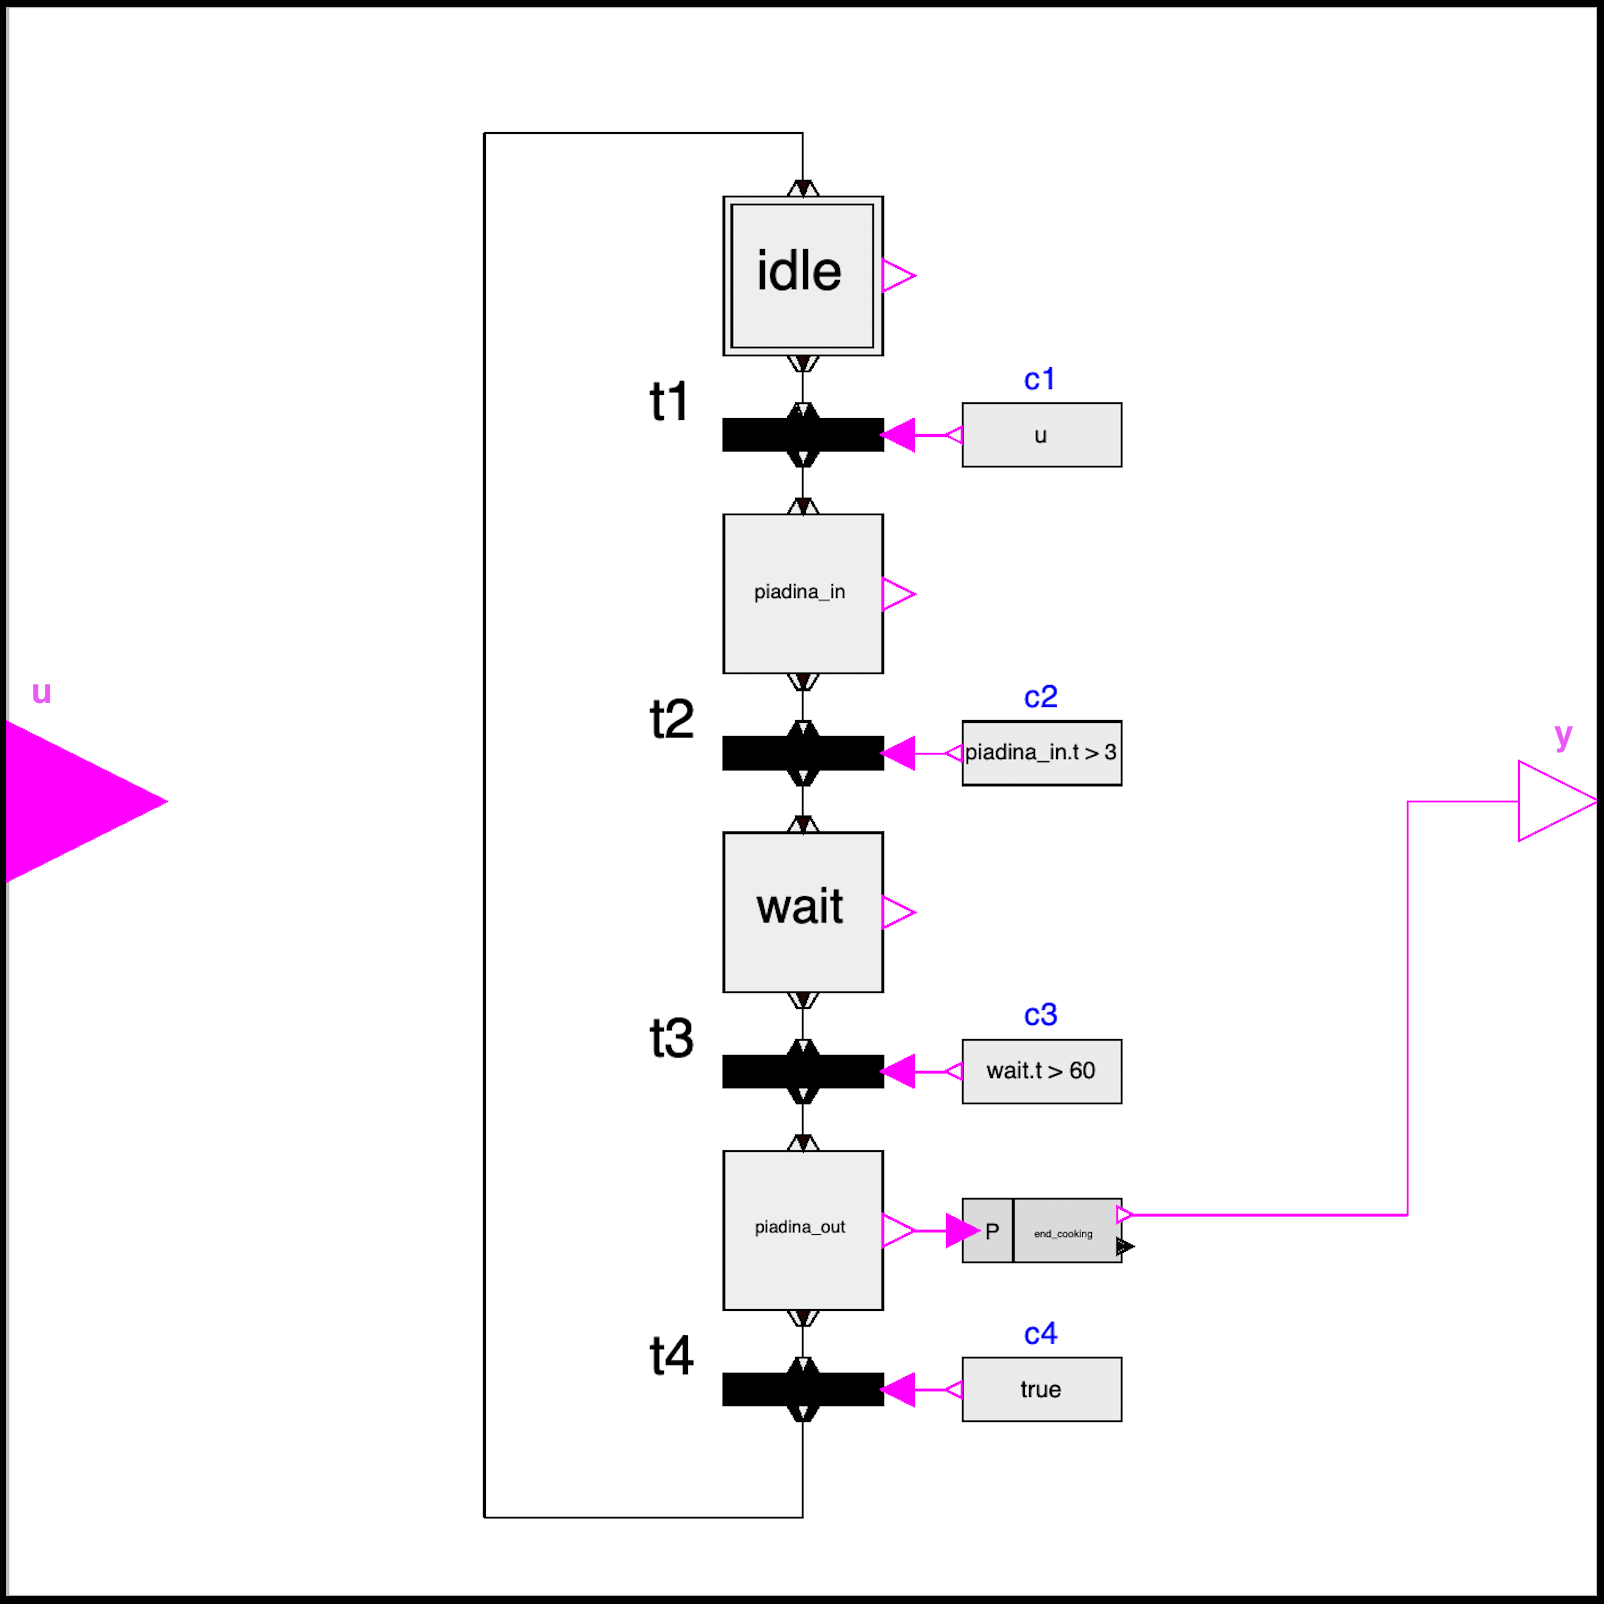 idle
t1
c1
u
piadina_in
u
t2
c2
piadina_in.t > 3
y
wait
t3
c3
wait.t > 60
piadina_out
P
end_cooking
t4
c4
true